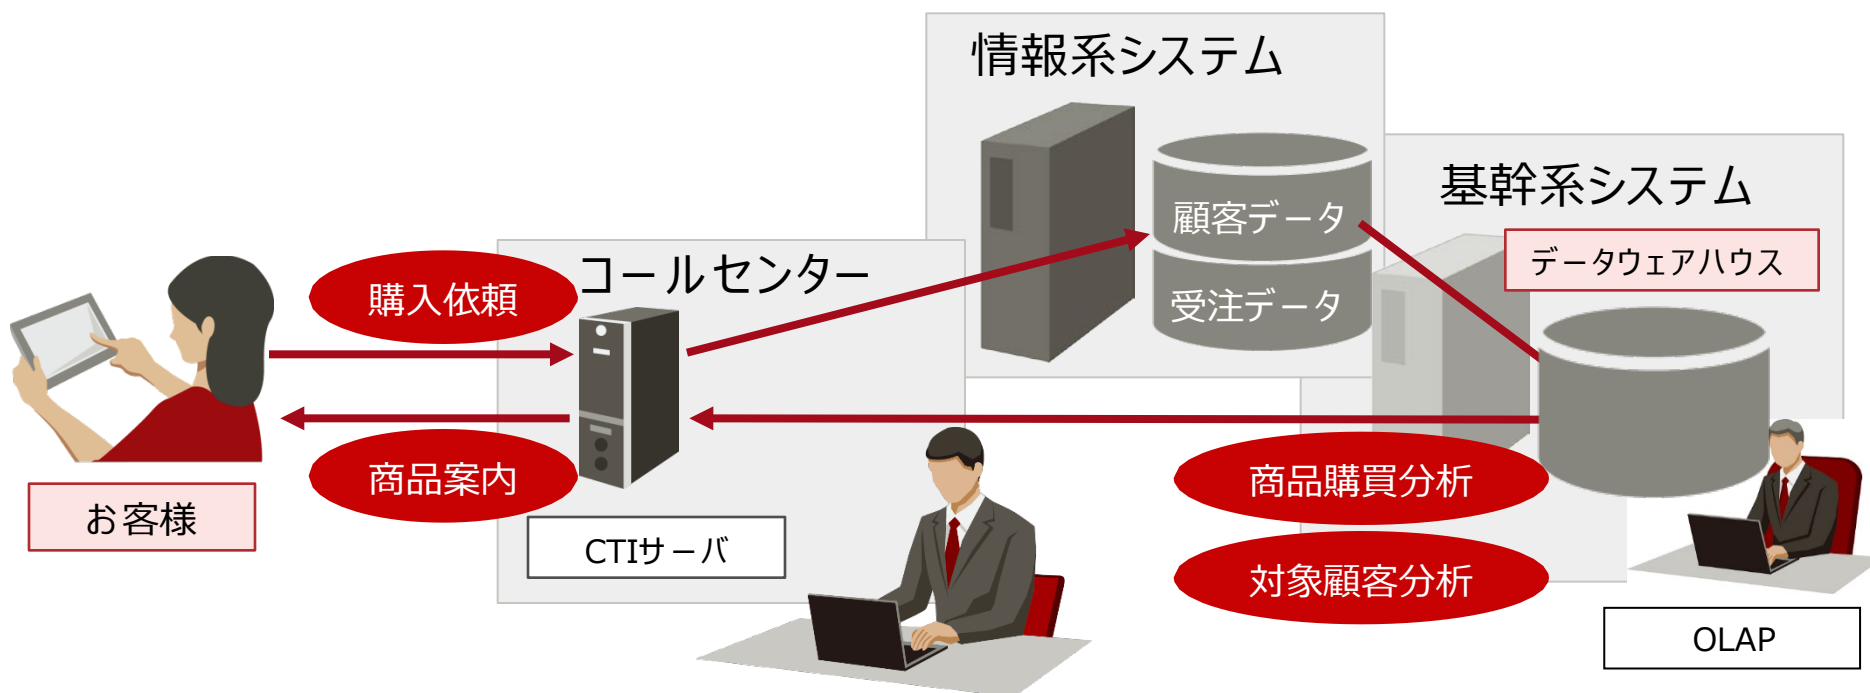 情報系システム
基幹系システム
顧客データ
データウェアハウス
コールセンター
購入依頼
受注データ
商品案内
商品購買分析
お客様
CTIサーバ
対象顧客分析
OLAP